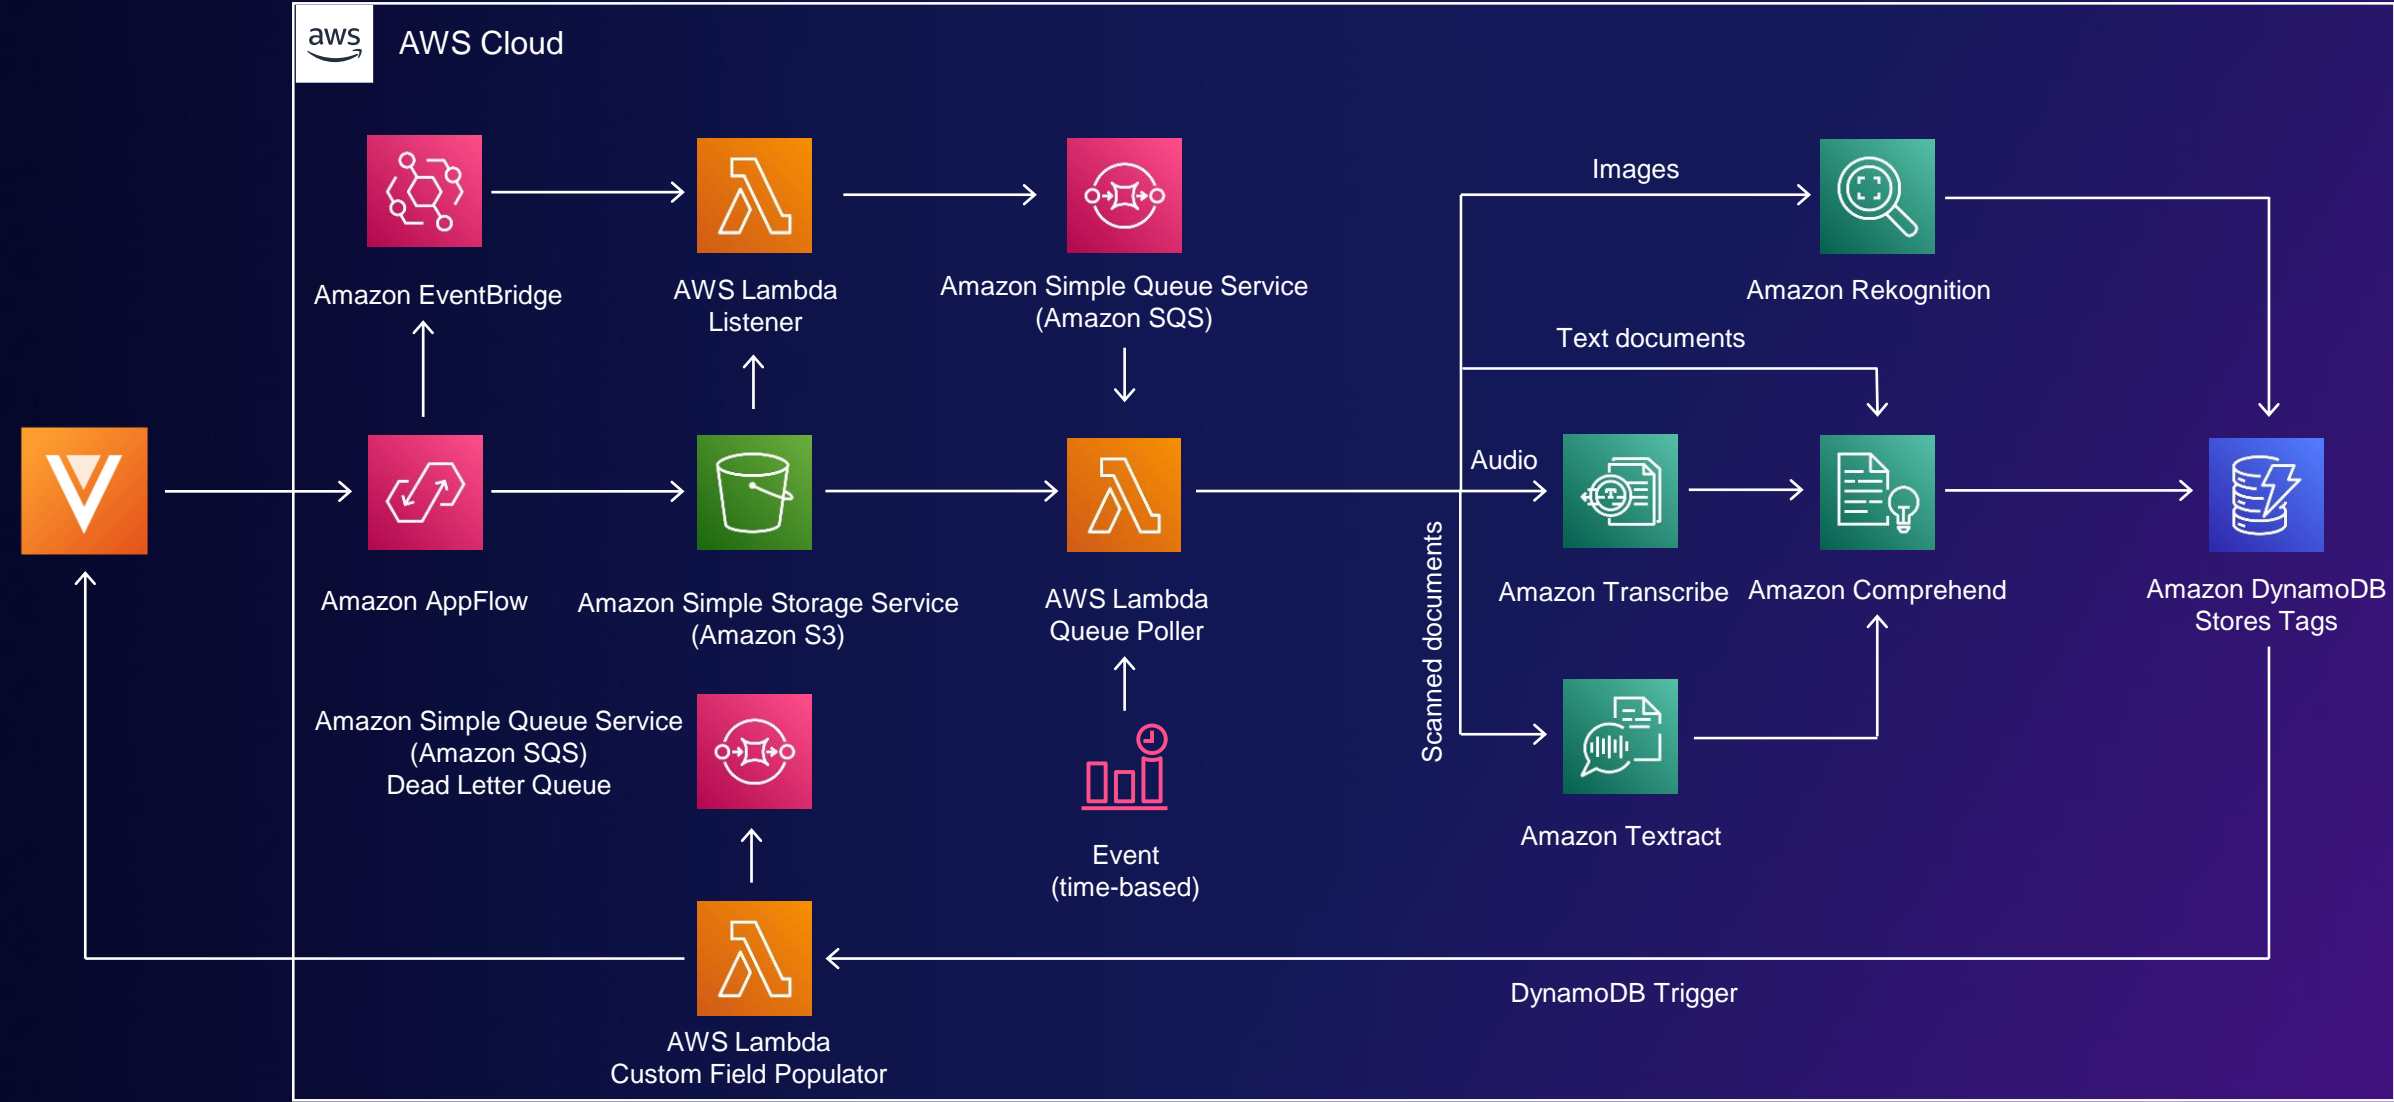 aws
AWS Cloud
Amazon EventBridge
AWS Lambda
Listener
Amazon Simple Queue Service
(Amazon SQS)
Images
Amazon Rekognition
Text documents
Audio
Scanned documents
Amazon AppFlow
Amazon Simple Storage Service
(Amazon S3)
AWS Lambda
Queue Poller
Amazon Transcribe
Amazon Comprehend
Amazon DynamoDB
Stores Tags
Amazon Simple Queue Service
(Amazon SQS)
Dead Letter Queue
Event
(time-based)
Amazon Textract
DynamoDB Trigger
AWS Lambda
Custom Field Populator